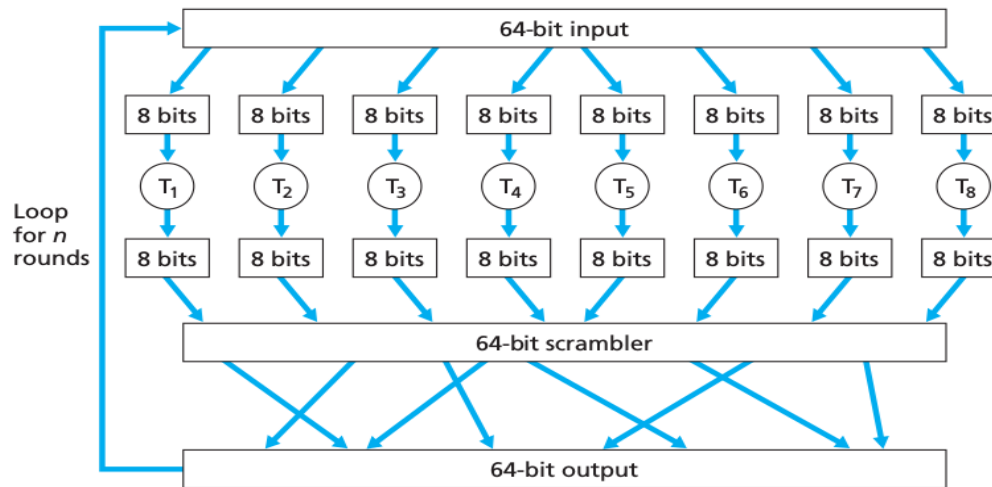 64-bit input
8 bits 8 bits 8 bits 8 bits 8 bits 8 bits 8 bits 8 bits
T1 T2 T3 T4 T5 T6 T7 T8
Loop
for n
rounds
8 bits 8 bits 8 bits 8 bits 8 bits 8 bits 8 bits 8 bits
64-bit scrambler
64-bit output